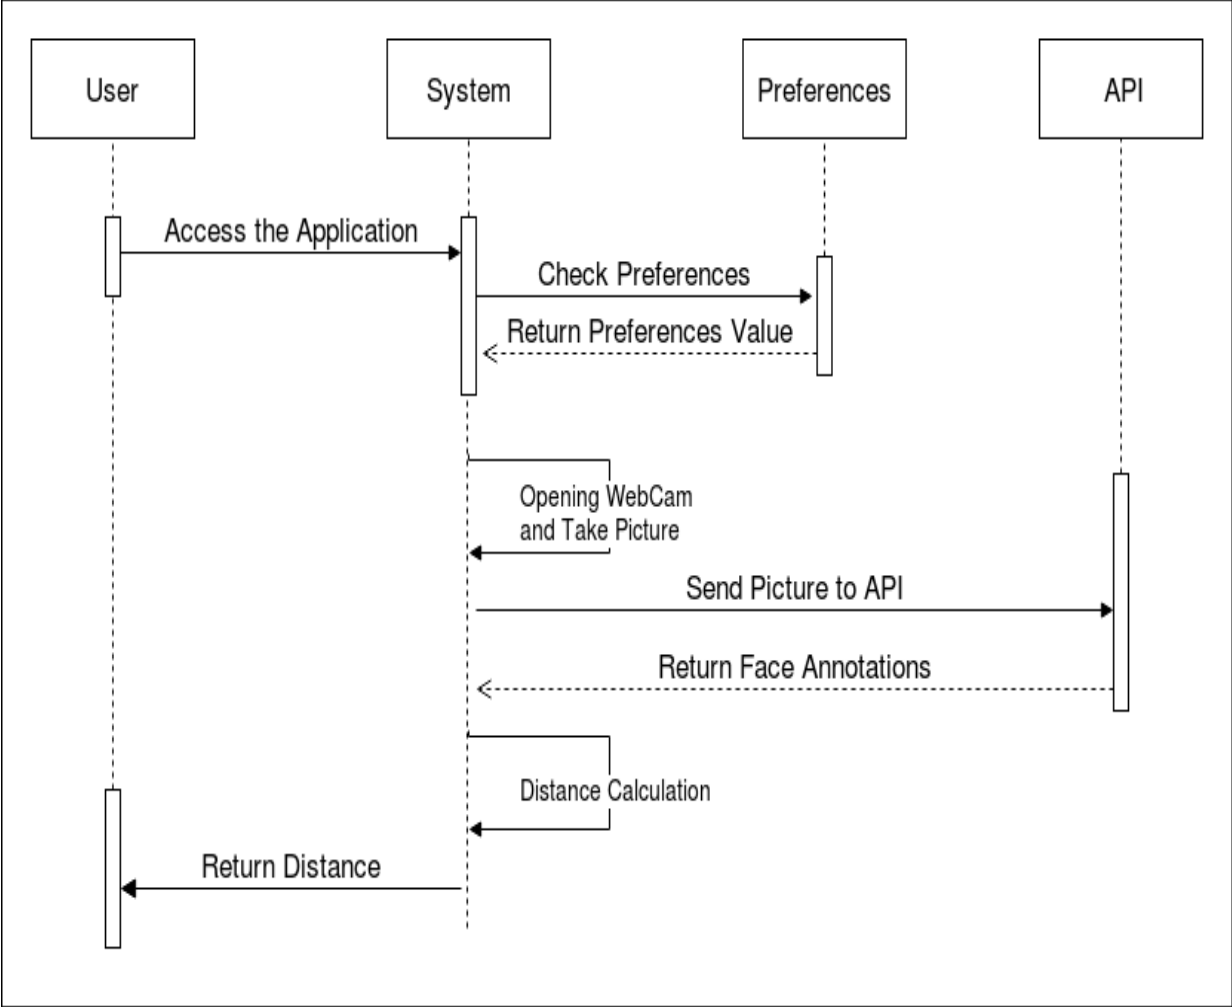 User
System
Preferences
API
Access the Application
Check Preferences
Return Preferences Value
Opening WebCam
and Take Picture
Send Picture to API
Return Face Annotations
Distance Calculation
Return Distance